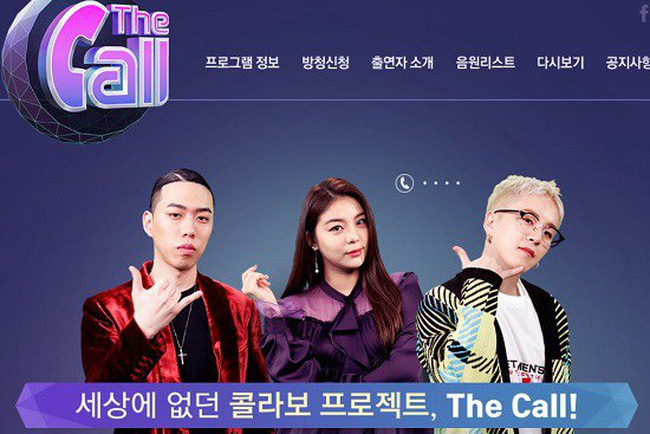 The
Call
f
프로그램 정보 방청신청 출연자 소개 음원리스트 다시보기 공지사항
세상에 없던 콜라보 프로젝트, The Call!